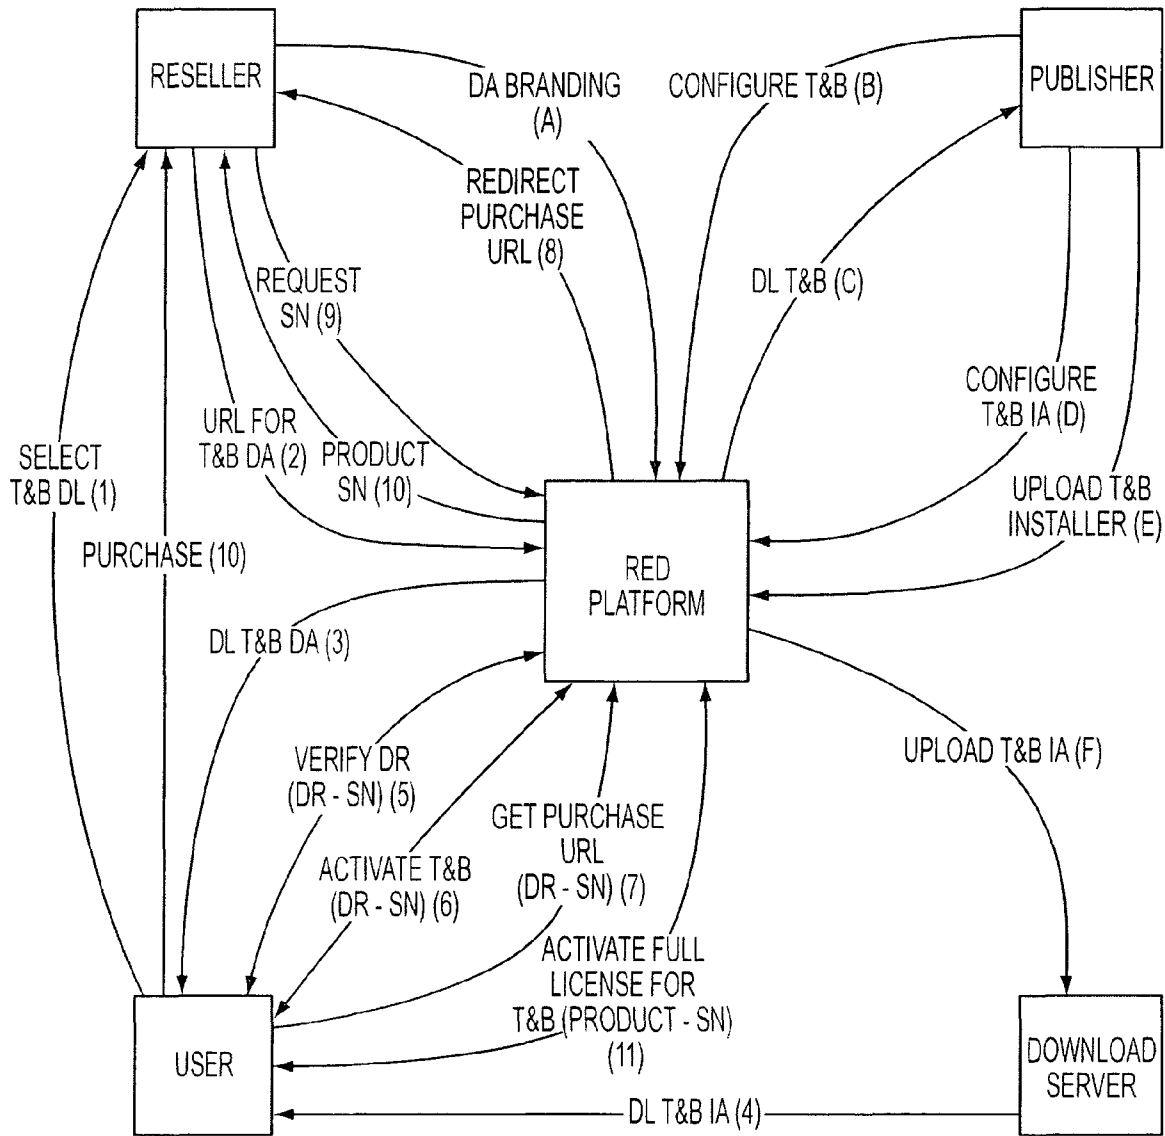 RESELLER
DA BRANDING
(A)
CONFIGURE T&B (B)
PUBLISHER
REDIRECT
PURCHASE
URL (8)
REQUEST
SN (9)
DL T&B (C)
CONFIGURE
T&B IA (D)
URL FOR
T&B DA (2)
PRODUCT
SN (10)
SELECT
T&B DL (1)
UPLOAD T&B
INSTALLER (E)
PURCHASE (10)
RED
PLATFORM
DL T&B DA (3)
VERIFY DR
(DR - SN) (5)
UPLOAD T&B IA (F)
GET PURCHASE
URL
(DR - SN) (7)
ACTIVATE T&B
(DR - SN) (6)
ACTIVATE FULL
LICENSE FOR
T&B (PRODUCT - SN)
(11)
USER
DOWNLOAD
SERVER
DL T&B IA (4)